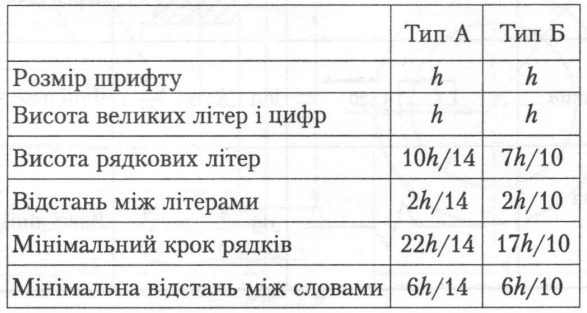 Тип А Тип Б
Розмір шрифту h h
Висота великих літер і цифр h h
Висота рядкових літер 10h/14 7h/10
Відстань між літерами 2h/14 2h/10
Мінімальний крок рядків 22h/14 17h/10
Мінімальна відстань між словами 6h/14 6h/10